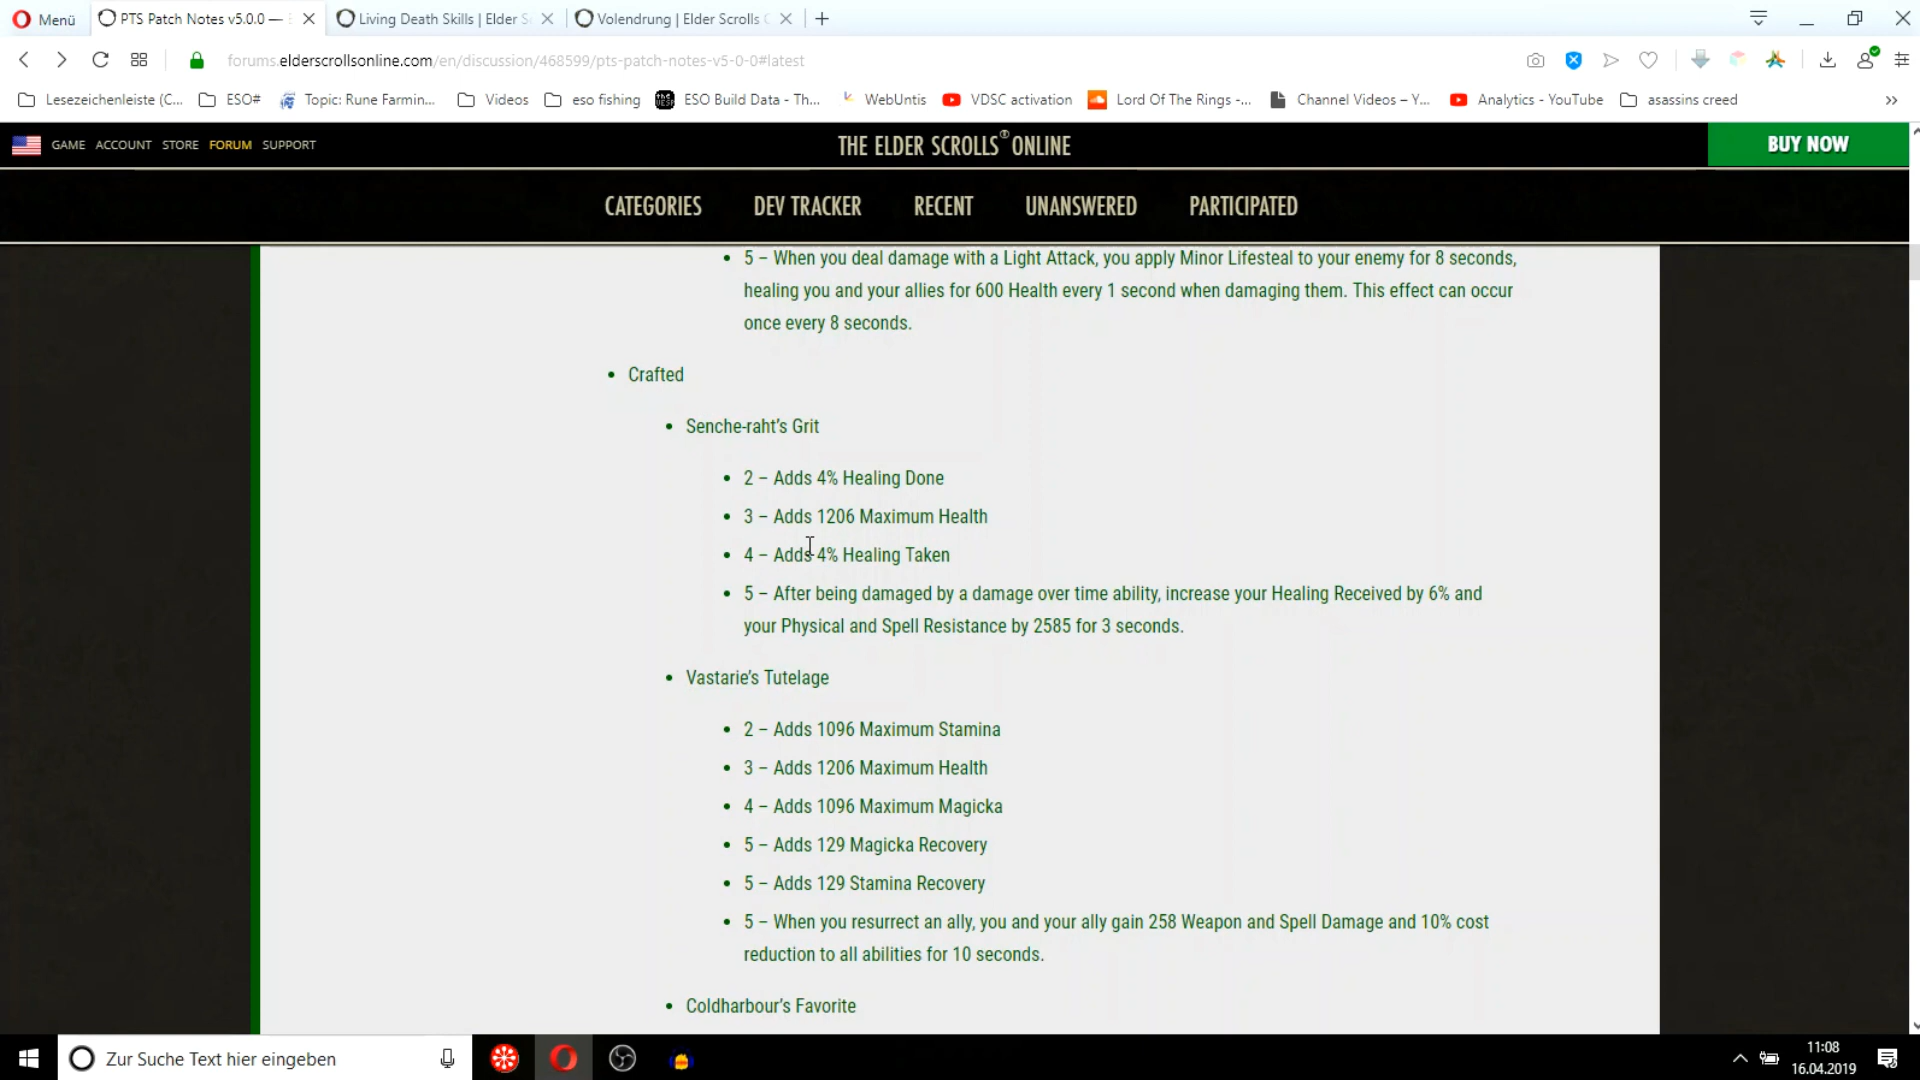 Menü
PTS Patch Notes v5.0.0 —
Living Death Skills | Elder S
Volendrung | Elder Scrolls O
forums.elderscrollsonline.com/en/discussion/468599/pts-patch-notes-v5-0-0#latest
Lesezeichenleiste (C... ESO# Topic: Rune Farmin... Videos eso fishing ESO Build Data - Th... WebUntis VDSC activation Lord Of The Rings -... Channel Videos – Y... Analytics - YouTube assasins creed
GAME ACCOUNT STORE FORUM SUPPORT
THE ELDER SCROLLS® ONLINE
BUY NOW
CATEGORIES DEV TRACKER RECENT UNANSWERED PARTICIPATED
• 5 – When you deal damage with a Light Attack, you apply Minor Lifesteal to your enemy for 8 seconds,
healing you and your allies for 600 Health every 1 second when damaging them. This effect can occur
once every 8 seconds.
• Crafted
• Senche-raht's Grit
• 2 – Adds 4% Healing Done
• 3 – Adds 1206 Maximum Health
• 4 – Adds 4% Healing Taken
• 5 – After being damaged by a damage over time ability, increase your Healing Received by 6% and
your Physical and Spell Resistance by 2585 for 3 seconds.
• Vastarie's Tutelage
• 2 – Adds 1096 Maximum Stamina
• 3 – Adds 1206 Maximum Health
• 4 – Adds 1096 Maximum Magicka
• 5 – Adds 129 Magicka Recovery
• 5 – Adds 129 Stamina Recovery
• 5 – When you resurrect an ally, you and your ally gain 258 Weapon and Spell Damage and 10% cost
reduction to all abilities for 10 seconds.
• Coldharbour's Favorite
Zur Suche Text hier eingeben
11:08
16.04.2019